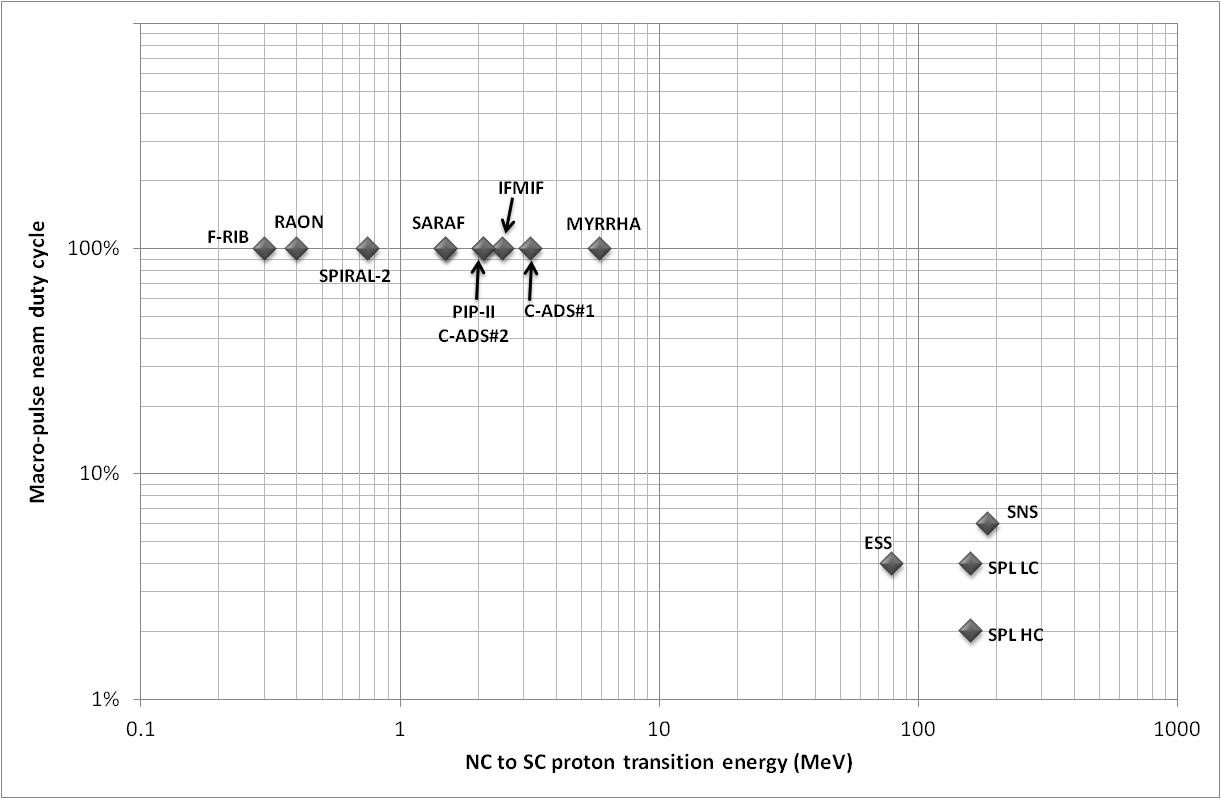 Macro-pulse neam duty cycle
100%
10%
1%
F-RIB
RAON
SPIRAL-2
SARAF
IFMIF
PIP-II
C-ADS#2
C-ADS#1
MYRRHA
SNS
ESS
SPL LC
SPL HC
0.1
1
10
100
1000
NC to SC proton transition energy (MeV)